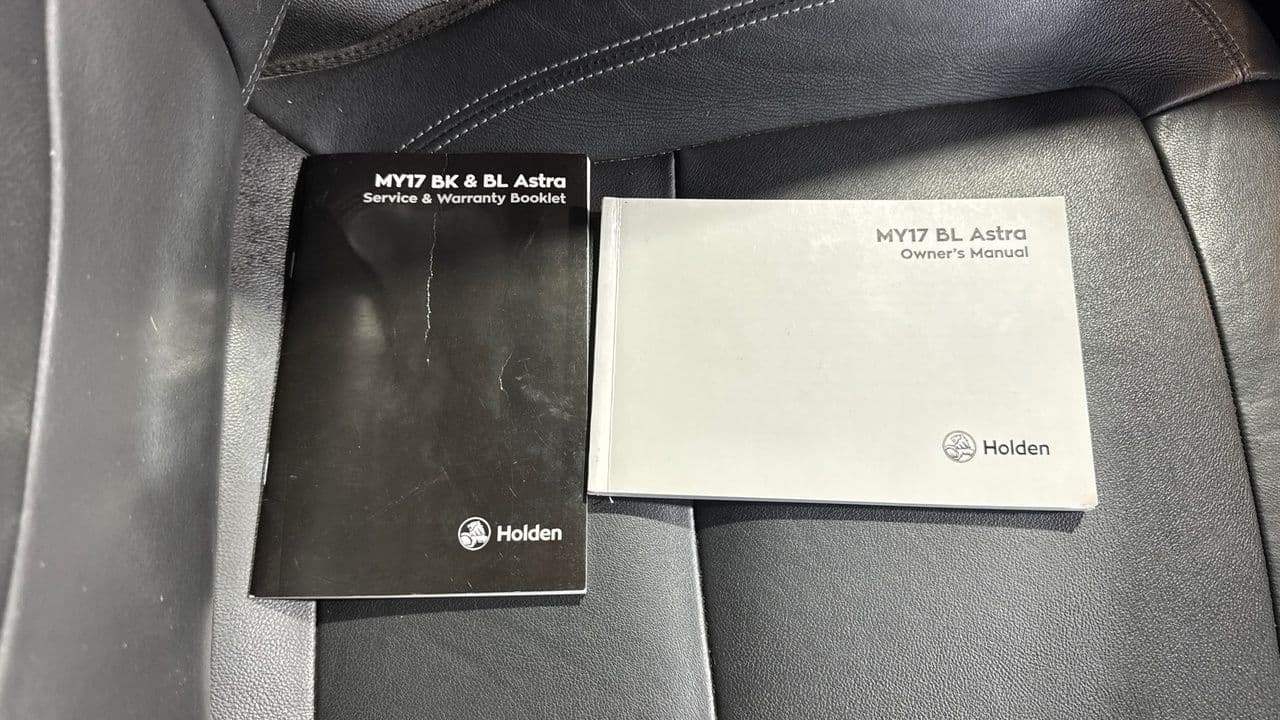 MY17 BK & BL Astra
Service & Warranty Booklet
Holden
MY17 BL Astra
Owner's Manual
Holden